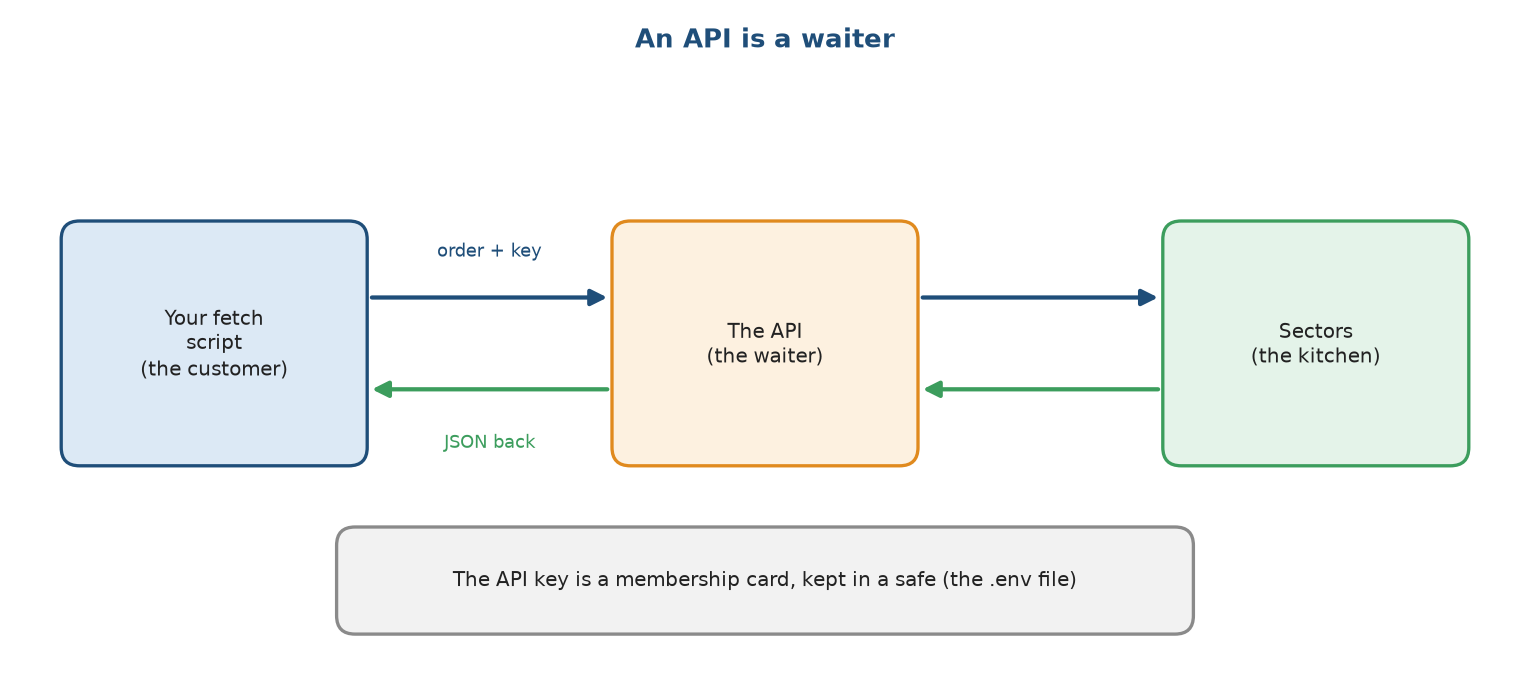 An API is a waiter
order + key
Your fetch
script
(the customer)
The API
(the waiter)
Sectors
(the kitchen)
JSON back
The API key is a membership card, kept in a safe (the .env file)